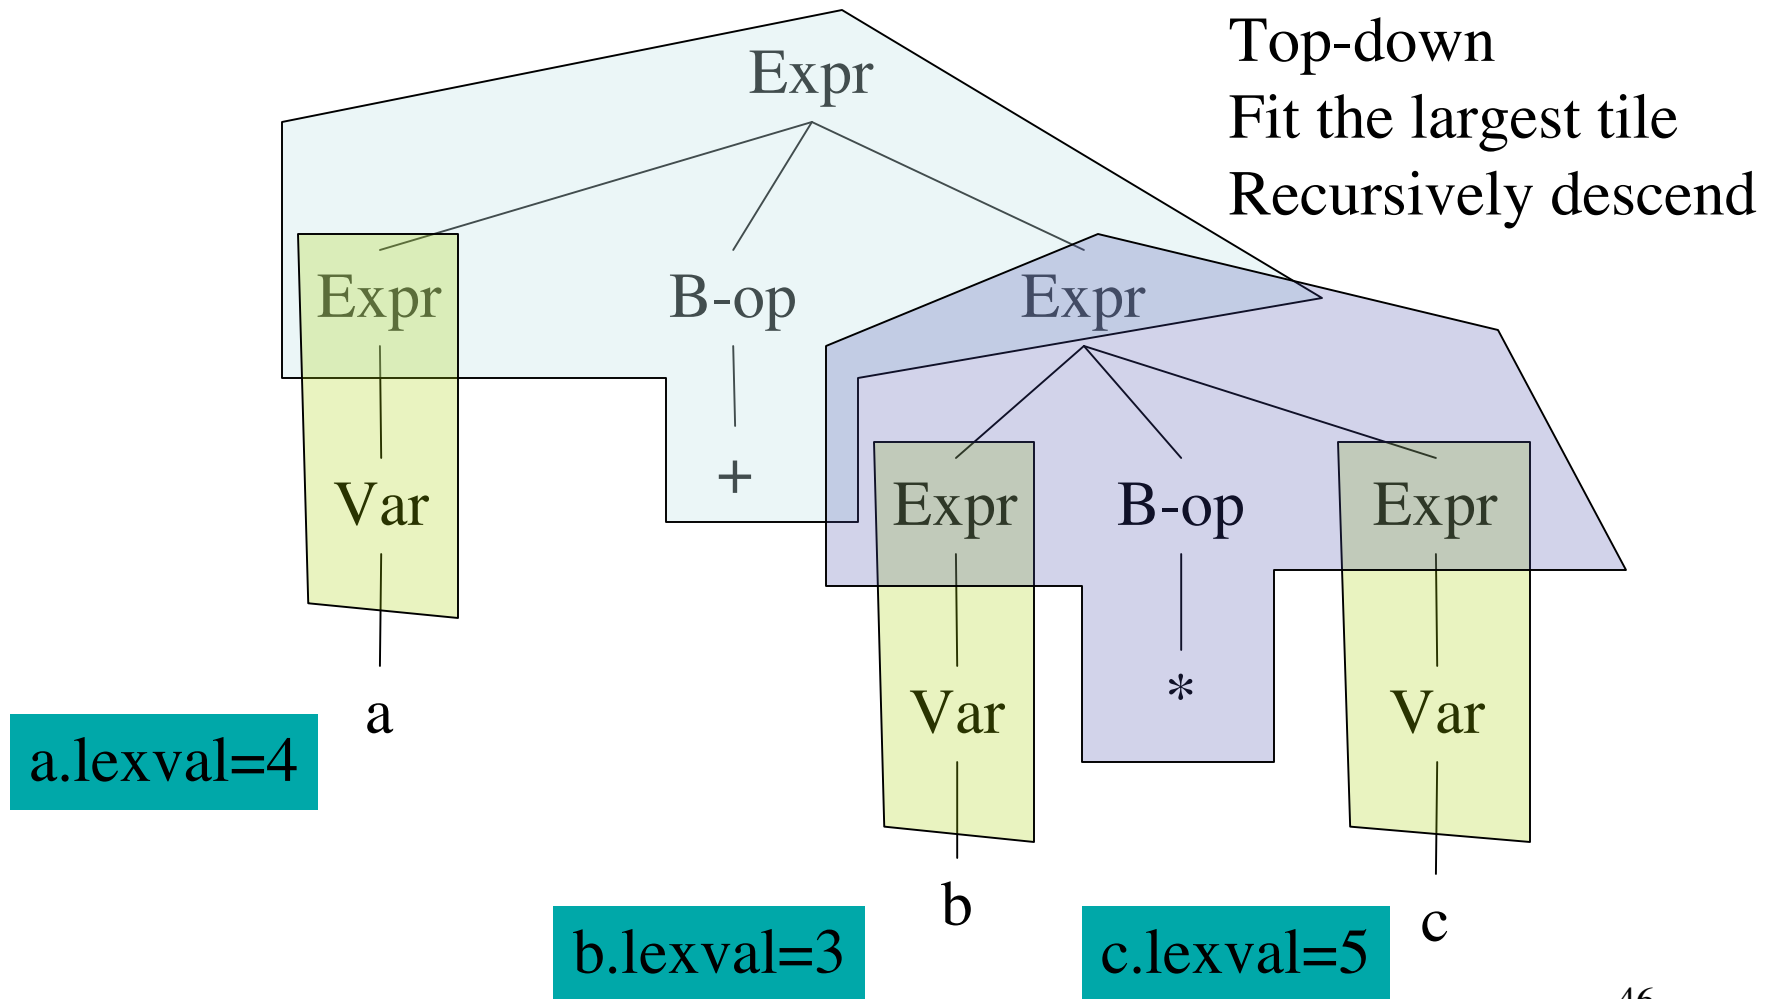 Top-down
Fit the largest tile
Recursively descend
Expr
Expr B-op Expr
+
Var Expr B-op Expr
a Var * Var
a.lexval=4
b c
b.lexval=3 c.lexval=5
46